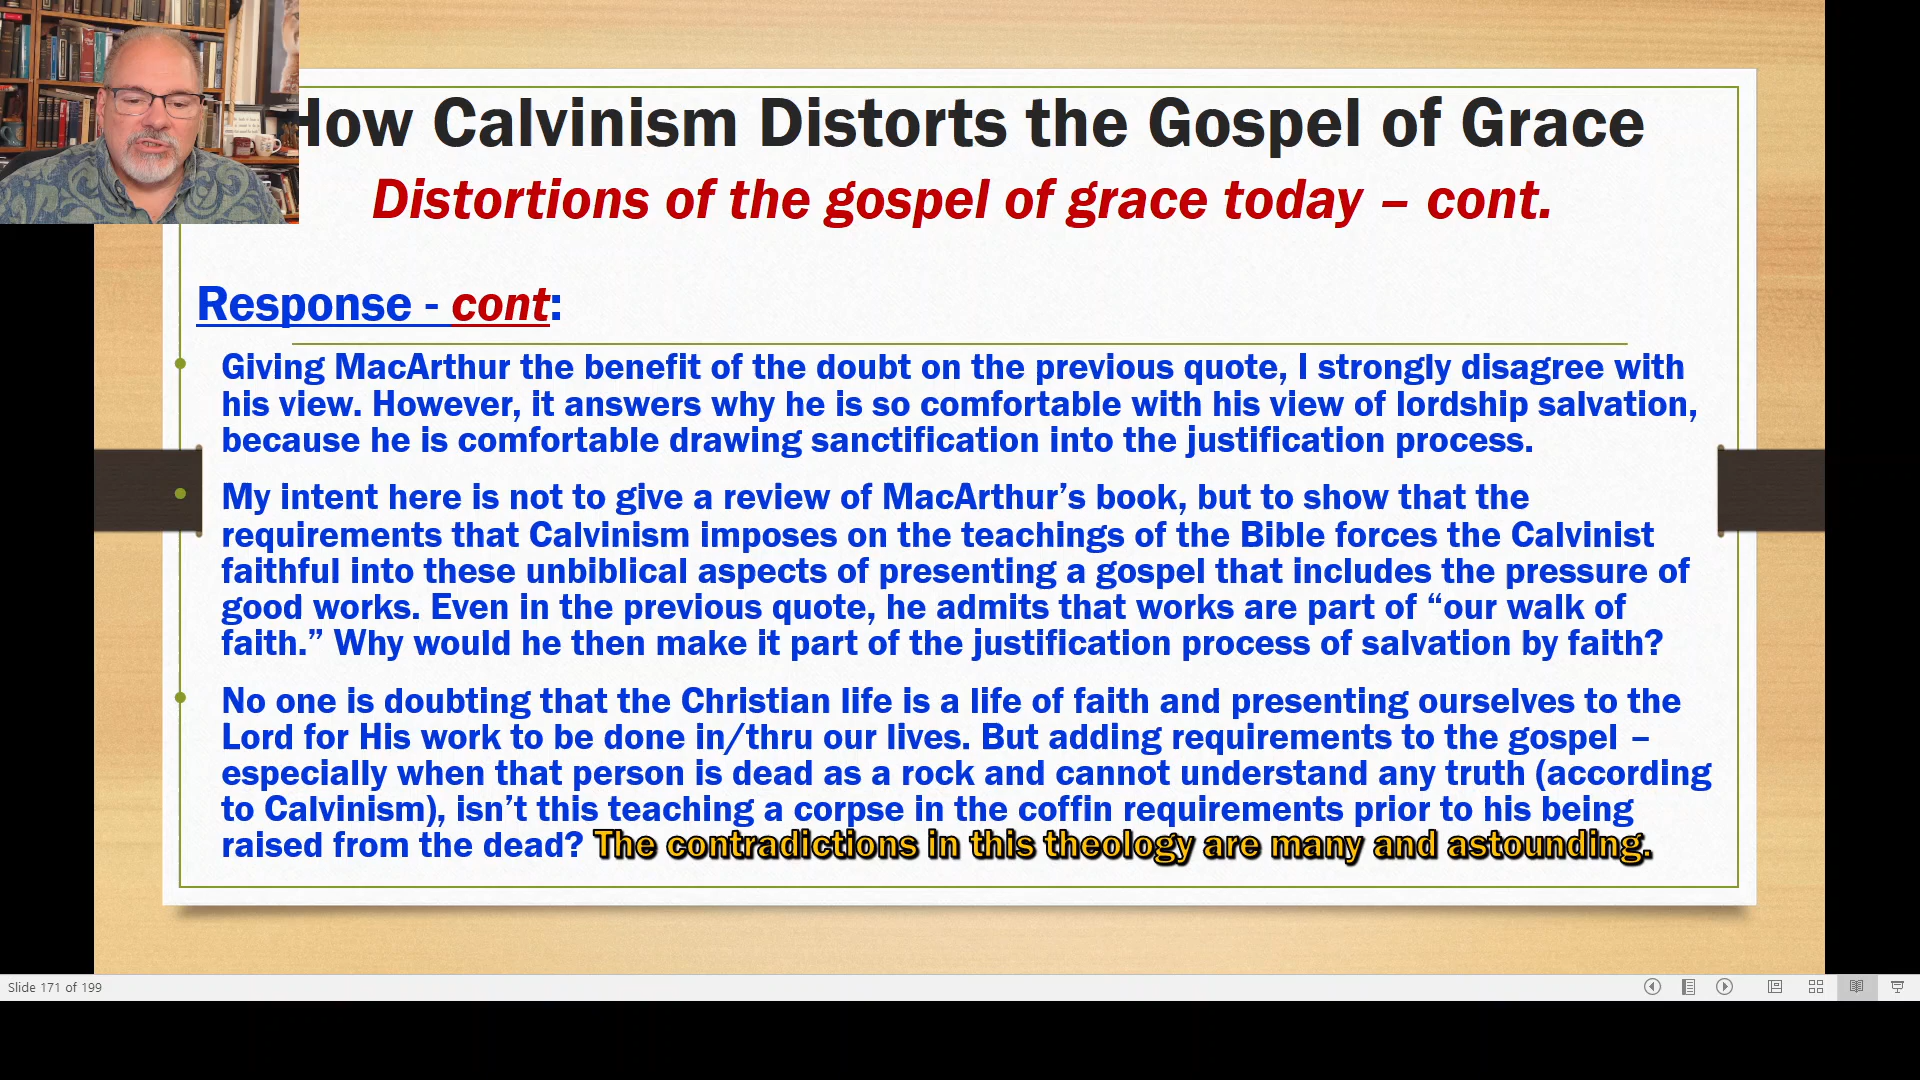 How Calvinism Distorts the Gospel of Grace
Distortions of the gospel of grace today – cont.
Response - cont:
Giving MacArthur the benefit of the doubt on the previous quote, I strongly disagree with
his view. However, it answers why he is so comfortable with his view of lordship salvation,
because he is comfortable drawing sanctification into the justification process.
My intent here is not to give a review of MacArthur’s book, but to show that the
requirements that Calvinism imposes on the teachings of the Bible forces the Calvinist
faithful into these unbiblical aspects of presenting a gospel that includes the pressure of
good works. Even in the previous quote, he admits that works are part of “our walk of
faith.” Why would he then make it part of the justification process of salvation by faith?
No one is doubting that the Christian life is a life of faith and presenting ourselves to the
Lord for His work to be done in/thru our lives. But adding requirements to the gospel –
especially when that person is dead as a rock and cannot understand any truth (according
to Calvinism), isn’t this teaching a corpse in the coffin requirements prior to his being
raised from the dead? The contradictions in this theology are many and astounding.
Slide 171 of 199